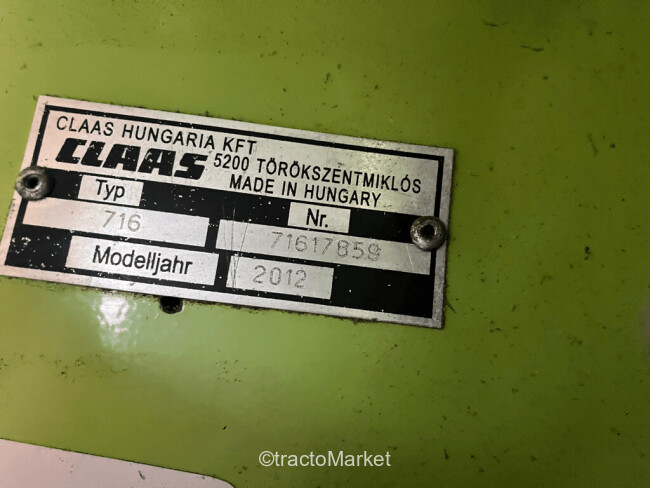 CLAAS HUNGARIA KFT
CLAAS 5200 TÖRÖKSZENTMIKLÓS
MADE IN HUNGARY
Typ Nr.
716 71617859
Modelljahr 2012
©tractoMarket